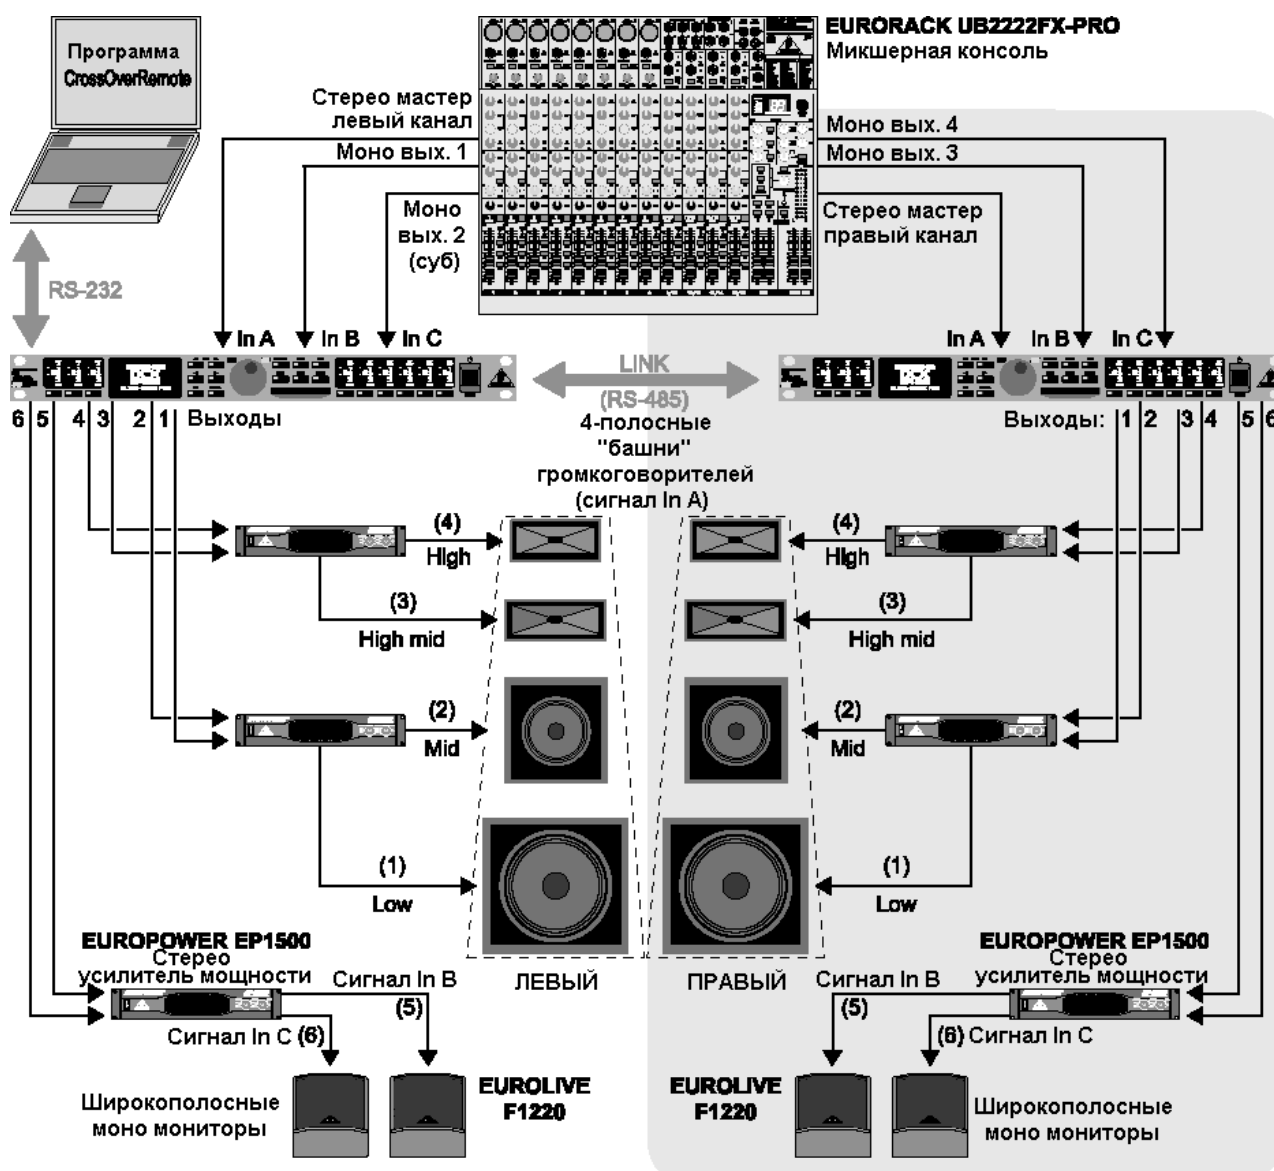 Программа
CrossOverRemote
EURORACK UB2222FX-PRO
Микшерная консоль
Стерео мастер
левый канал
Моно вых. 1
Моно
вых. 2
(суб)
Моно вых. 4
Моно вых. 3
Стерео мастер
правый канал
RS-232
In A
In B
In C
In A
In B
In C
LINK
(RS-485)
6 5 4 3 2 1 Выходы
Выходы: 1 2 3 4 5 6
4-полосные
"башни"
громкоговорителей
(сигнал In A)
(4)
High
(4)
High
(3)
High mid
(3)
High mid
(2)
Mid
(2)
Mid
(1)
Low
(1)
Low
ЛЕВЫЙ
ПРАВЫЙ
EUROPOWER EP1500
Стерео
усилитель мощности
Сигнал In B
(5)
Сигнал In C (6)
EUROPOWER EP1500
Стерео
усилитель мощности
Сигнал In B
(5)
(6) Сигнал In C
Широкополосные
моно мониторы
EUROLIVE
F1220
EUROLIVE
F1220
Широкополосные
моно мониторы